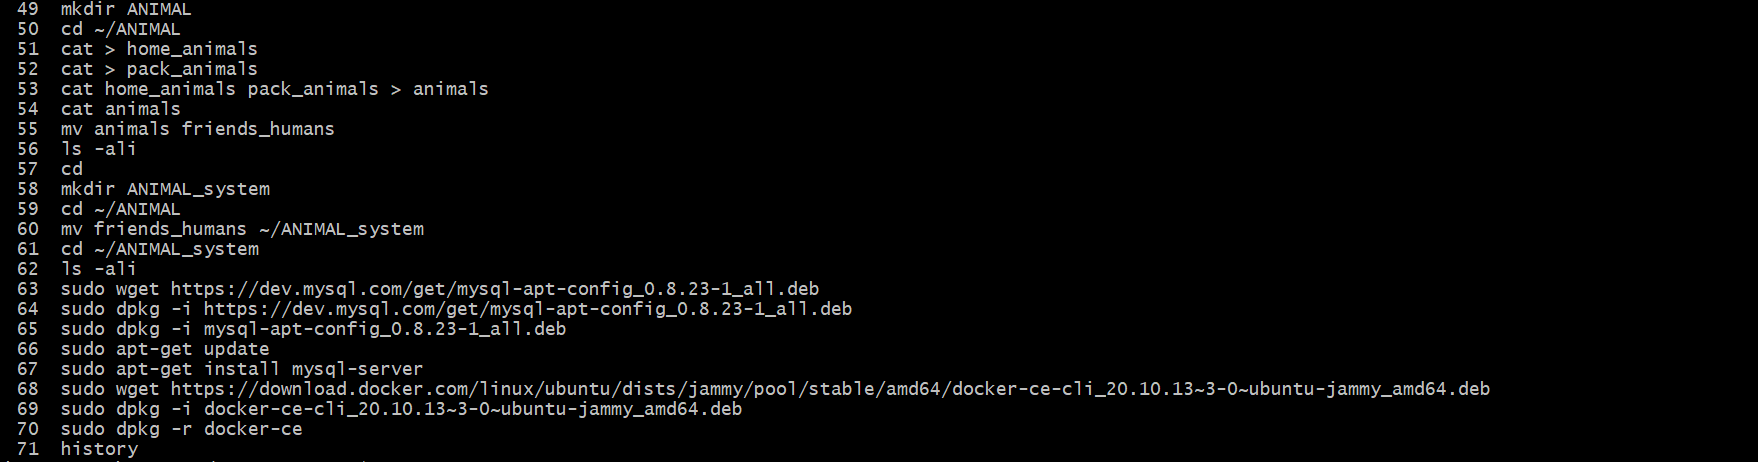 49 mkdir ANIMAL
50 cd ~/ANIMAL
51 cat > home_animals
52 cat > pack_animals
53 cat home_animals pack_animals > animals
54 cat animals
55 mv animals friends_humans
56 ls -ali
57 cd
58 mkdir ANIMAL_system
59 cd ~/ANIMAL
60 mv friends_humans ~/ANIMAL_system
61 cd ~/ANIMAL_system
62 ls -ali
63 sudo wget https://dev.mysql.com/get/mysql-apt-config_0.8.23-1_all.deb
64 sudo dpkg -i https://dev.mysql.com/get/mysql-apt-config_0.8.23-1_all.deb
65 sudo dpkg -i mysql-apt-config_0.8.23-1_all.deb
66 sudo apt-get update
67 sudo apt-get install mysql-server
68 sudo wget https://download.docker.com/linux/ubuntu/dists/jammy/pool/stable/amd64/docker-ce-cli_20.10.13~3-0~ubuntu-jammy_amd64.deb
69 sudo dpkg -i docker-ce-cli_20.10.13~3-0~ubuntu-jammy_amd64.deb
70 sudo dpkg -r docker-ce
71 history